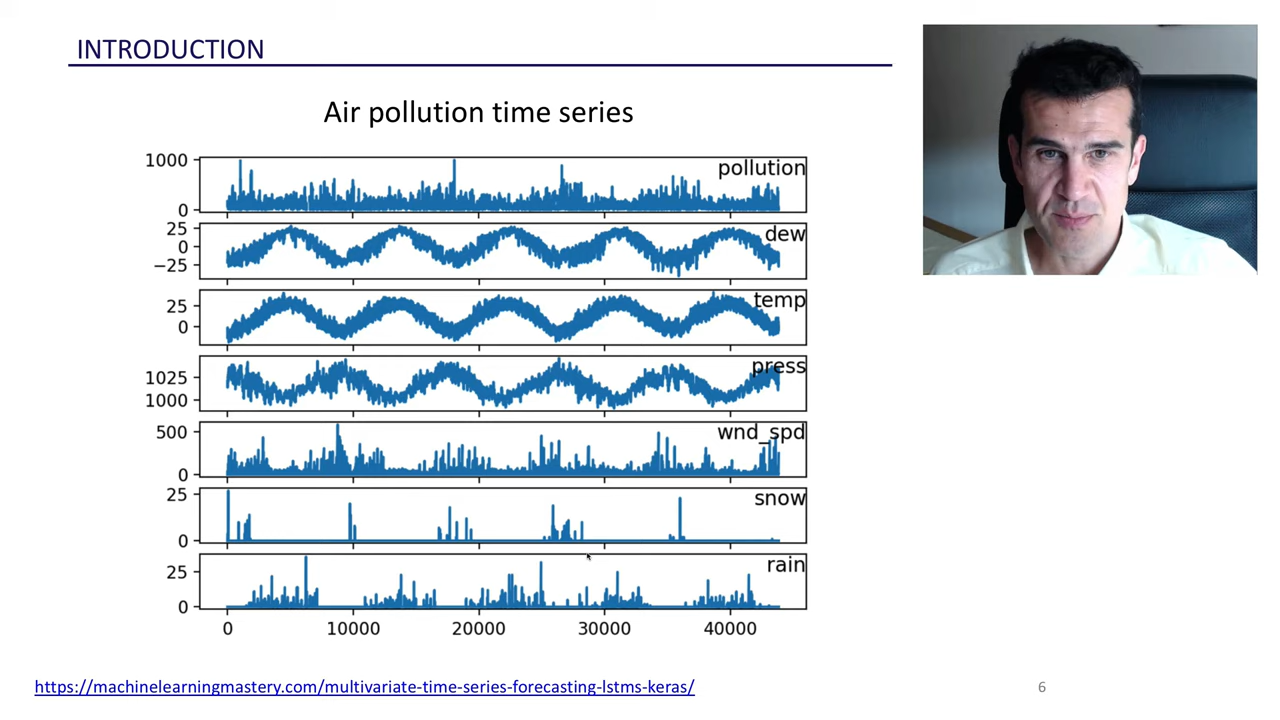 INTRODUCTION
Air pollution time series
1000
0
pollution
25
0
−25
dew
25
0
temp
1025
1000
press
500
0
wnd_spd
25
0
snow
25
0
rain
0 10000 20000 30000 40000
https://machinelearningmastery.com/multivariate-time-series-forecasting-lstms-keras/
6